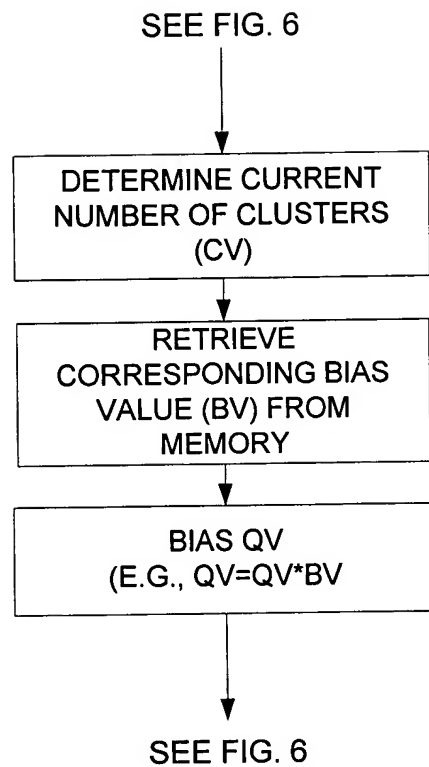 SEE FIG. 6
DETERMINE CURRENT
NUMBER OF CLUSTERS
(CV)
RETRIEVE
CORRESPONDING BIAS
VALUE (BV) FROM
MEMORY
BIAS QV
(E.G., QV=QV*BV
SEE FIG. 6